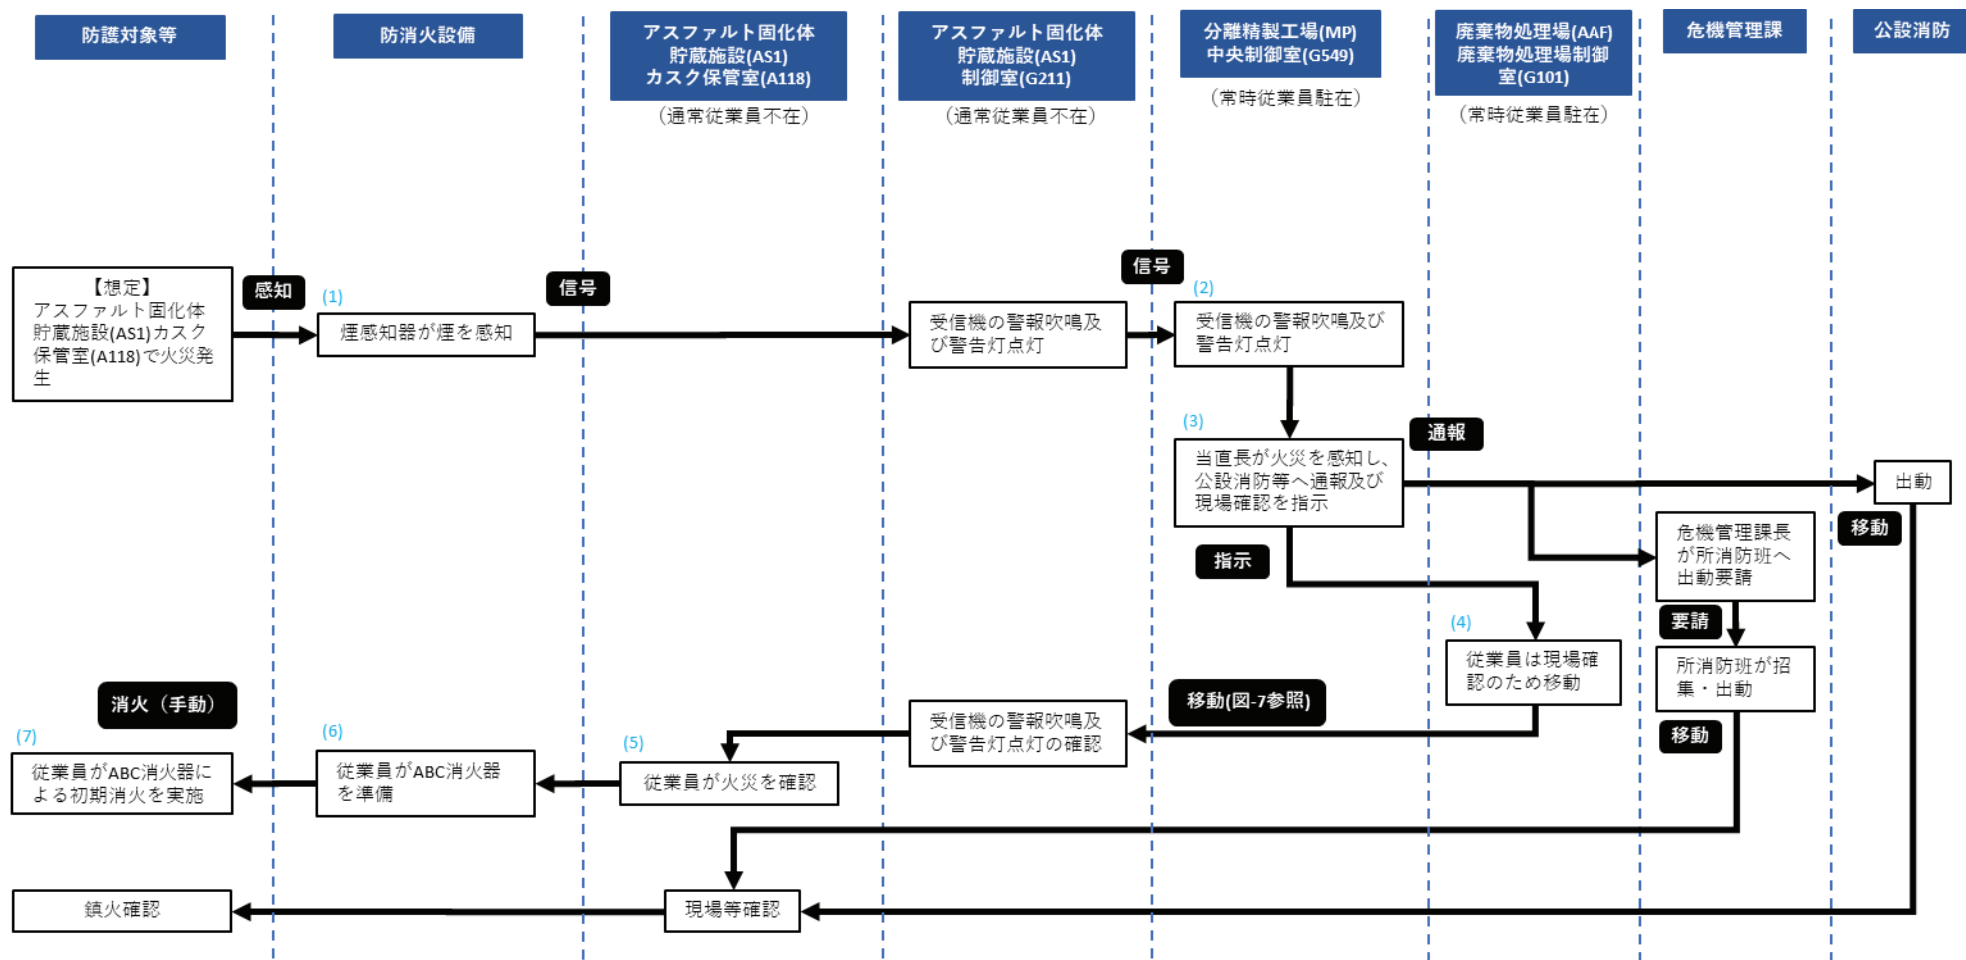 防護対象等
防消火設備
アスファルト固化体
貯蔵施設(AS1)
カスク保管室(A118)
(通常従業員不在)
アスファルト固化体
貯蔵施設(AS1)
制御室(G211)
(通常従業員不在)
分離精製工場(MP)
中央制御室(G549)
(常時従業員駐在)
廃棄物処理場(AAF)
廃棄物処理場制御
室(G101)
(常時従業員駐在)
危機管理課
公設消防
【想定】
アスファルト固化体
貯蔵施設(AS1)カスク
保管室(A118)で火災発
生
感知
(1)
煙感知器が煙を感知
信号
受信機の警報吹鳴及
び警告灯点灯
信号
(2)
受信機の警報吹鳴及び
警告灯点灯
(3)
当直長が火災を感知し、
公設消防等へ通報及び
現場確認を指示
通報
出動
移動
危機管理課長
が所消防班へ
出動要請
指示
要請
(4)
従業員は現場確
認のため移動
所消防班が招
集・出動
移動
移動(図-7参照)
受信機の警報吹鳴及
び警告灯点灯の確認
(5)
従業員が火災を確認
(6)
従業員がABC消火器
を準備
消火（手動）
(7)
従業員がABC消火器に
よる初期消火を実施
現場等確認
鎮火確認